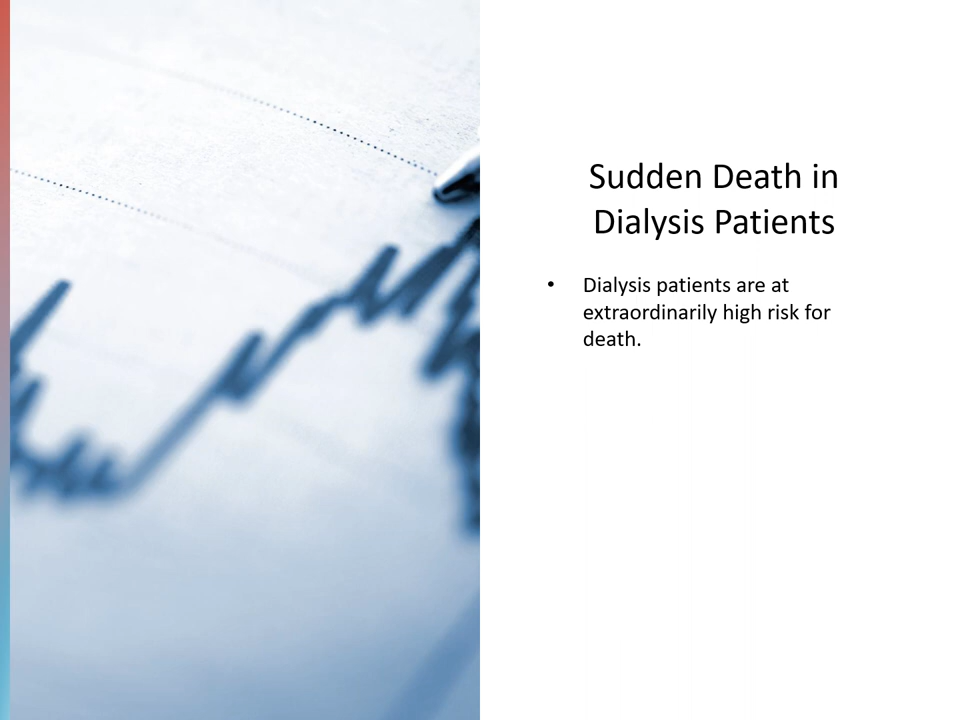 Sudden Death in
Dialysis Patients
• Dialysis patients are at
extraordinarily high risk for
death.